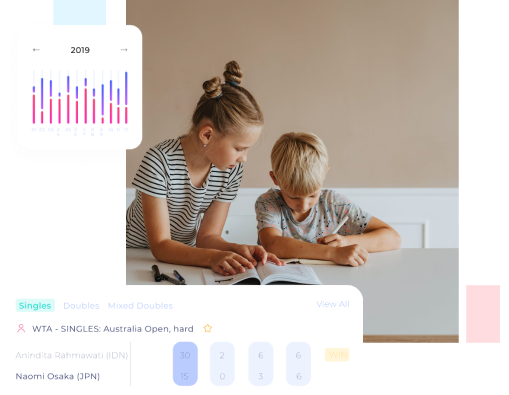 ← 2019 →
Singles Doubles Mixed Doubles View All
WTA - SINGLES: Australia Open, hard
Anindita Rahmawati (IDN) 30 2 6 6 WIN
Naomi Osaka (JPN) 15 0 3 6